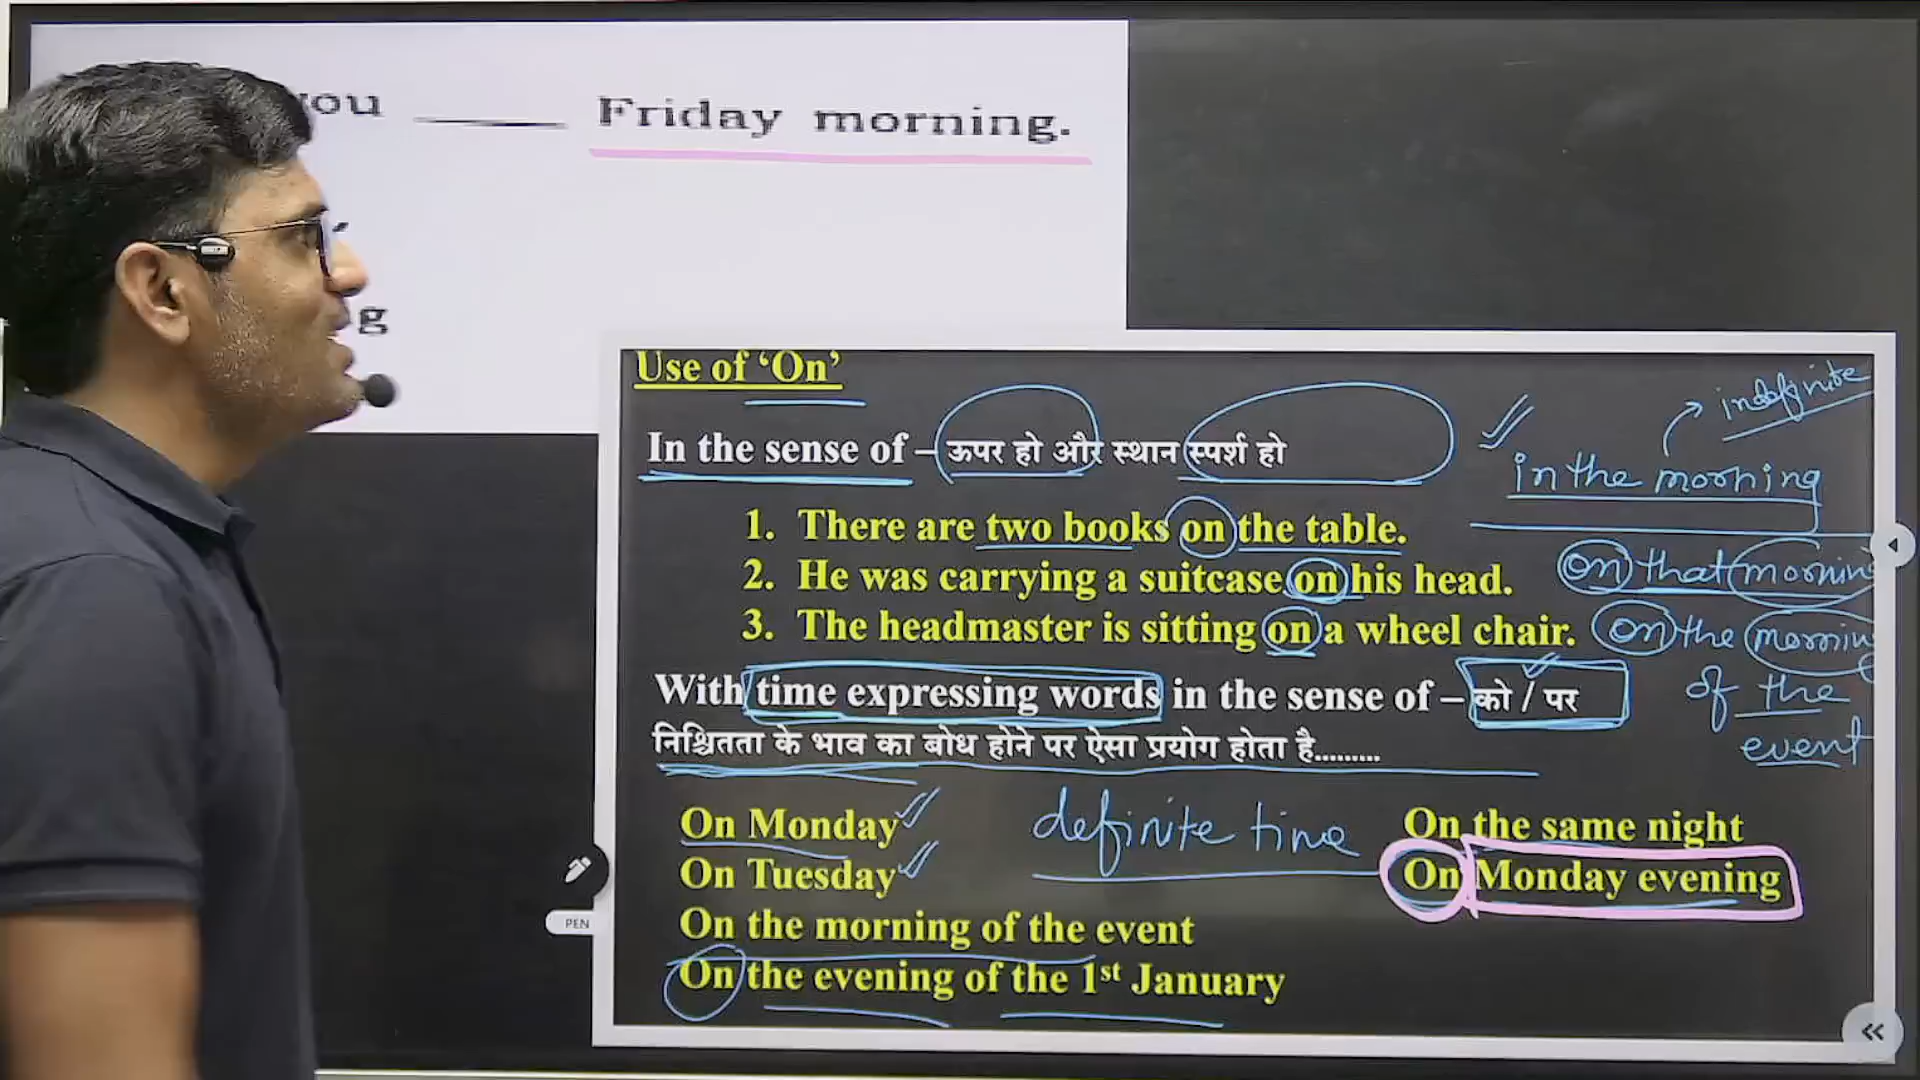 you ____ Friday morning.
g
Use of ‘On’
In the sense of – ऊपर हो और स्थान स्पर्श हो
1. There are two books on the table.
2. He was carrying a suitcase on his head.
3. The headmaster is sitting on a wheel chair.
With time expressing words in the sense of – को / पर
निश्चितता के भाव का बोध होने पर ऐसा प्रयोग होता है.........
On Monday
On Tuesday
On the morning of the event
On the evening of the 1st January
definite time
On the same night
On Monday evening
indefinite
in the morning
on that mornin
on the morning
of the
event
PEN